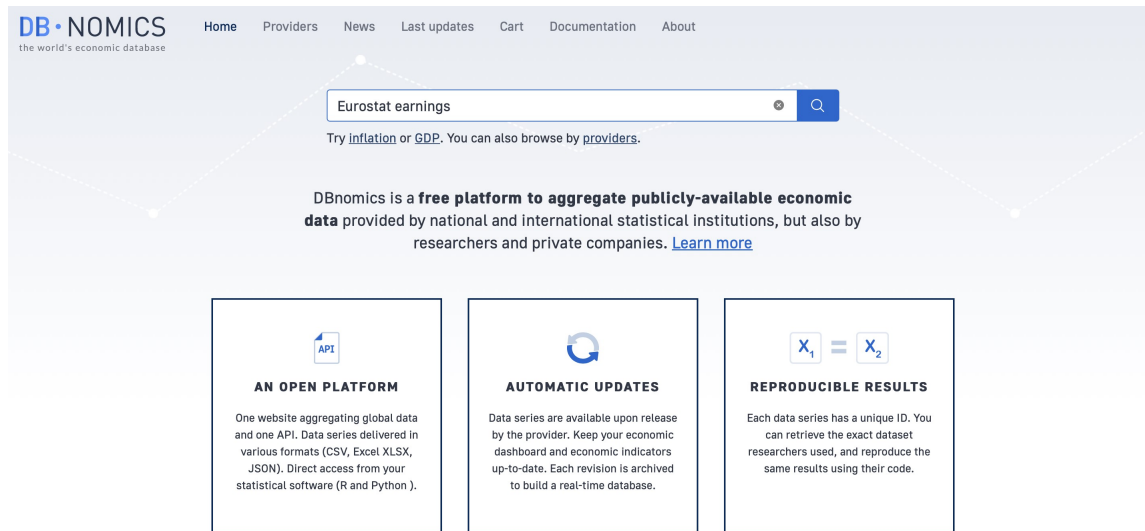 DB • NOMICS
the world's economic database
Home Providers News Last updates Cart Documentation About
Eurostat earnings
Try inflation or GDP. You can also browse by providers.
DBnomics is a free platform to aggregate publicly-available economic
data provided by national and international statistical institutions, but also by
researchers and private companies. Learn more
API
AN OPEN PLATFORM
One website aggregating global data
and one API. Data series delivered in
various formats (CSV, Excel XLSX,
JSON). Direct access from your
statistical software (R and Python ).
AUTOMATIC UPDATES
Data series are available upon release
by the provider. Keep your economic
dashboard and economic indicators
up-to-date. Each revision is archived
to build a real-time database.
X₁ = X₂
REPRODUCIBLE RESULTS
Each data series has a unique ID. You
can retrieve the exact dataset
researchers used, and reproduce the
same results using their code.